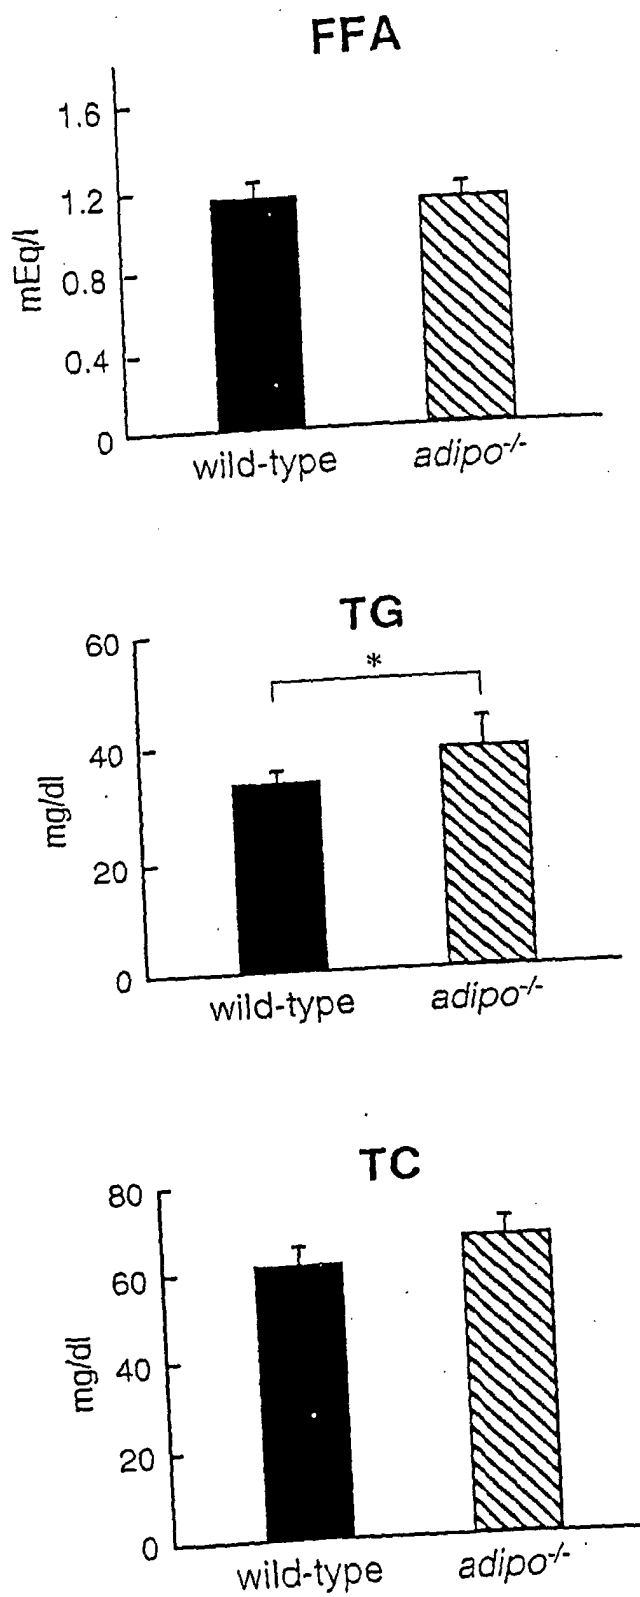 FFA
mEq/l
1.6
1.2
0.8
0.4
0
wild-type adipo-/-
TG
mg/dl
60
*
40
20
0
wild-type adipo-/-
TC
mg/dl
80
60
40
20
0
wild-type adipo-/-